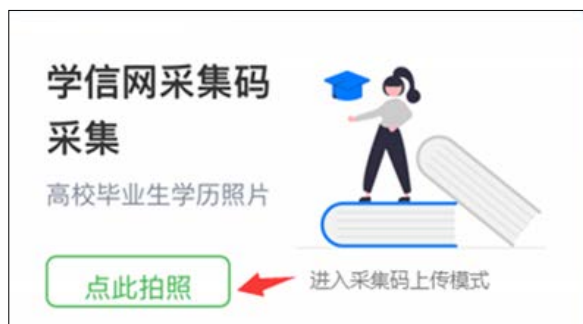 学信网采集码
采集
高校毕业生学历照片
点此拍照
进入采集码上传模式